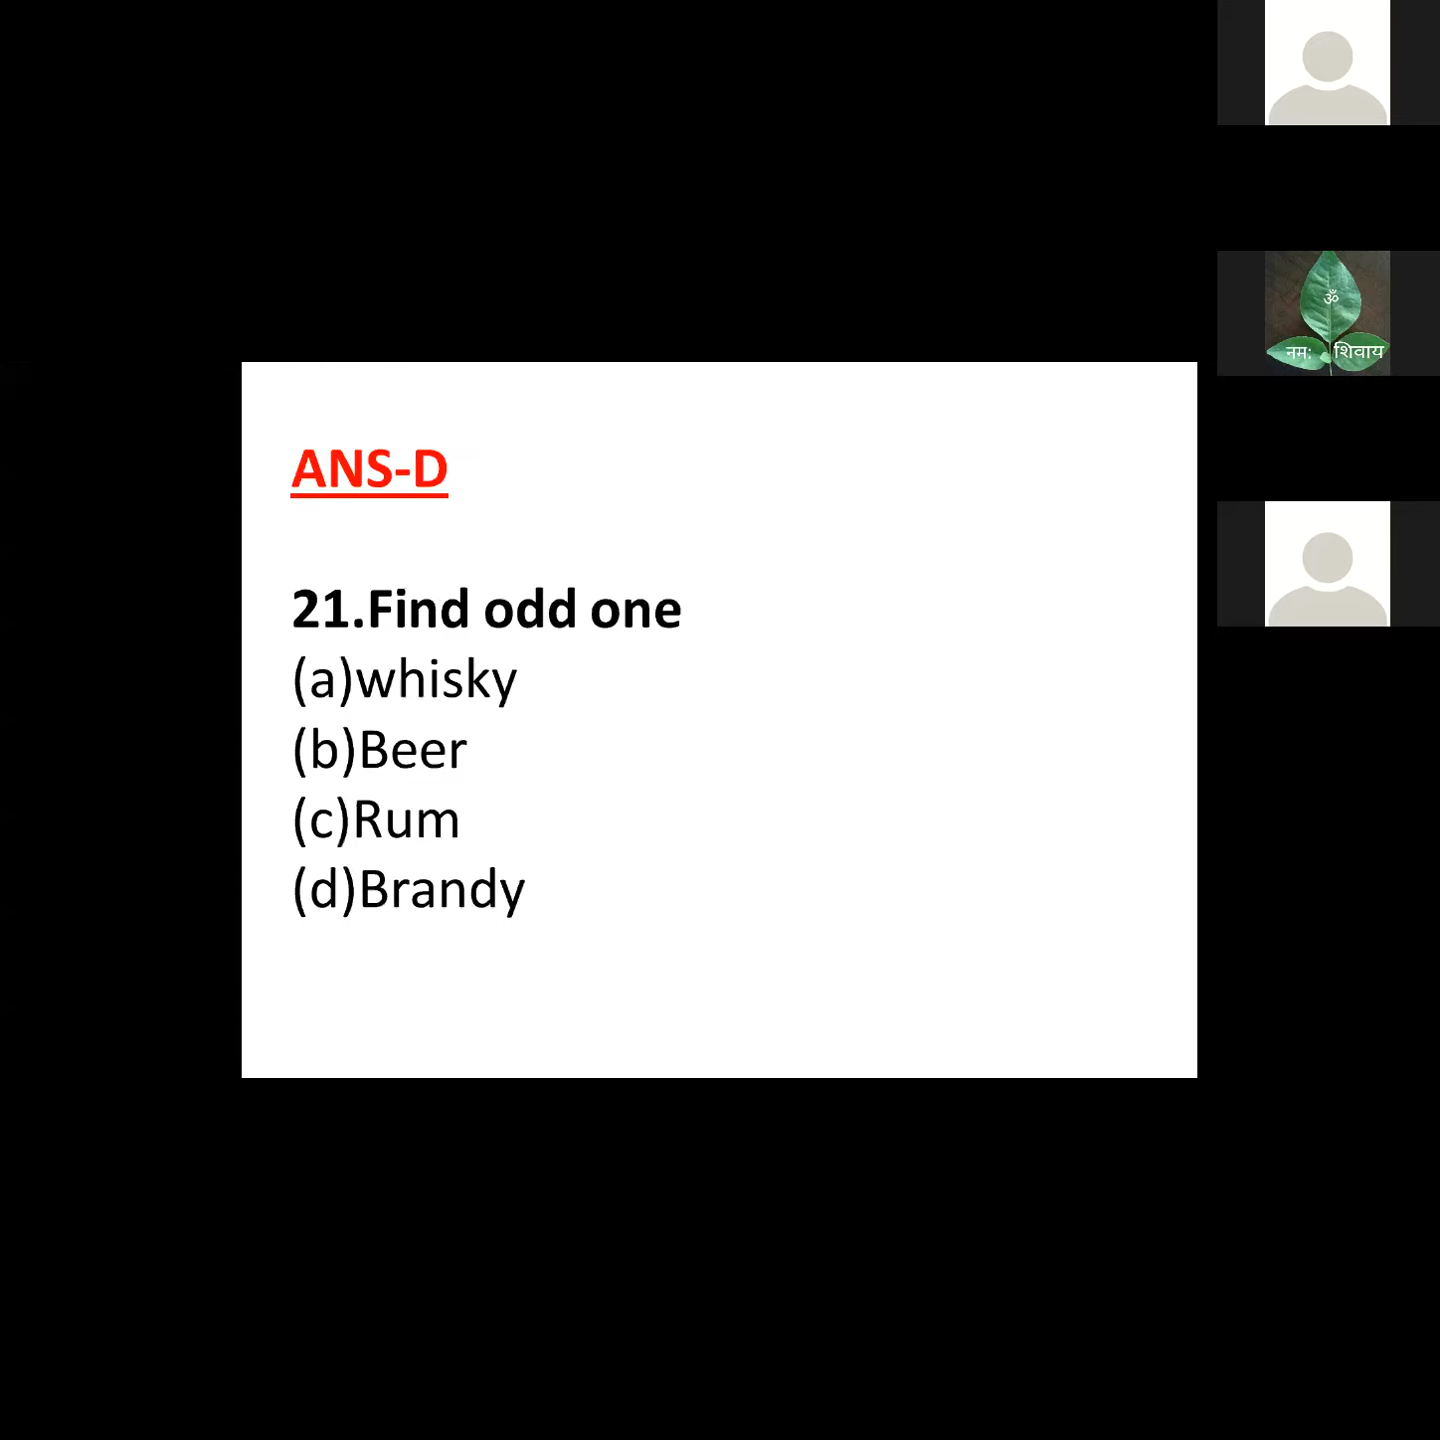 ANS-D
21.Find odd one
(a)whisky
(b)Beer
(c)Rum
(d)Brandy
ॐ
नम: शिवाय